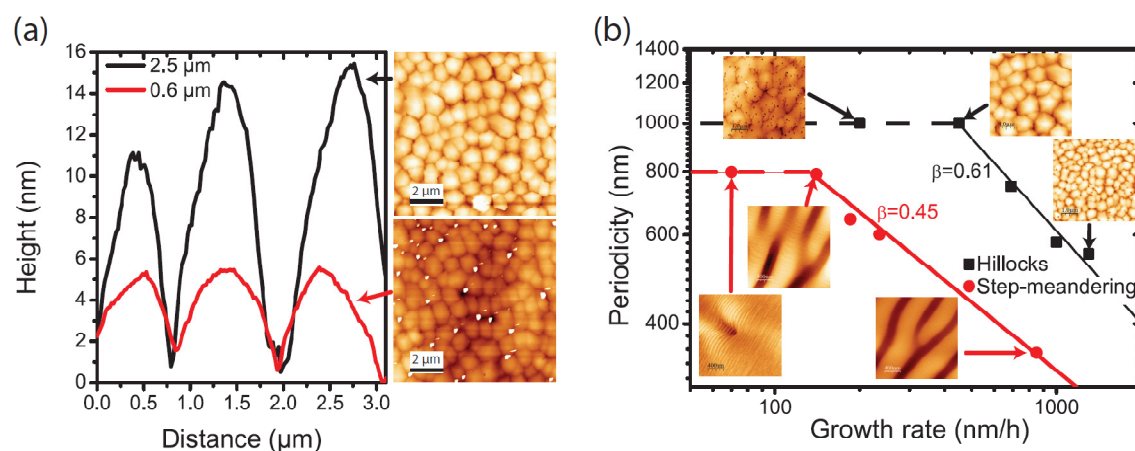 (a)
16
14
12
10
8
6
4
2
0
Height (nm)
2.5 µm
0.6 µm
0.0
0.5
1.0
1.5
2.0
2.5
3.0
Distance (µm)
2 µm
2 µm
(b)
1400
1200
1000
800
600
400
Periodicity (nm)
β=0.61
β=0.45
Hillocks
Step-meandering
100
1000
Growth rate (nm/h)